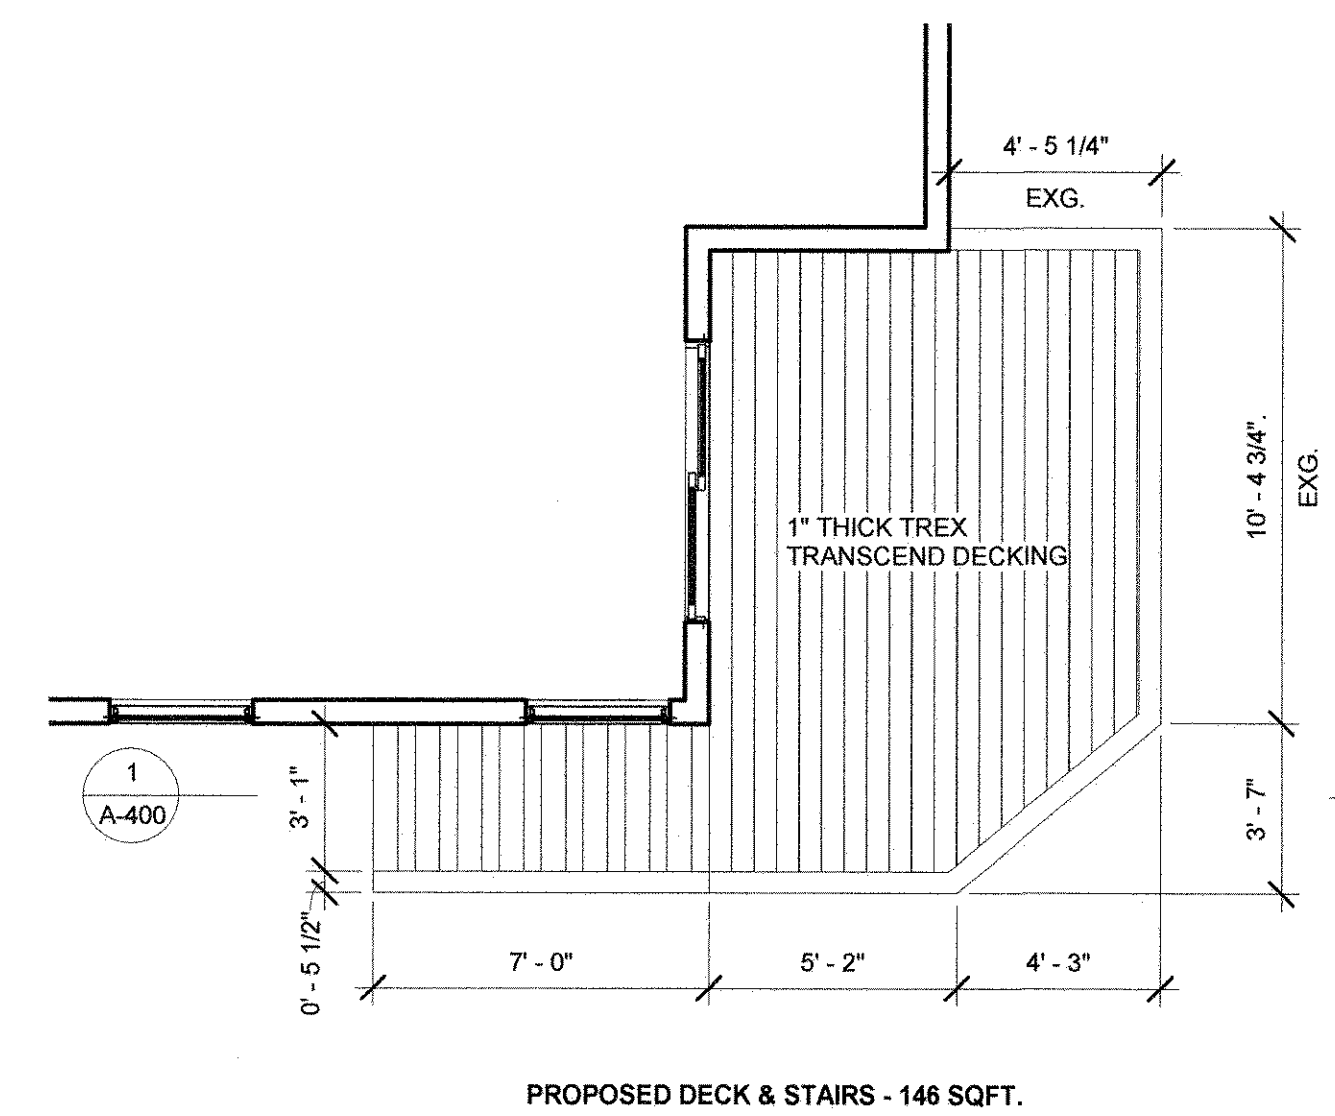 4' - 5 1/4"
EXG.
10' - 4 3/4".
EXG.
1" THICK TREX
TRANSCEND DECKING
1
A-400
3' - 1"
0' - 5 1/2"
3' - 7"
7' - 0"
5' - 2"
4' - 3"
PROPOSED DECK & STAIRS - 146 SQFT.